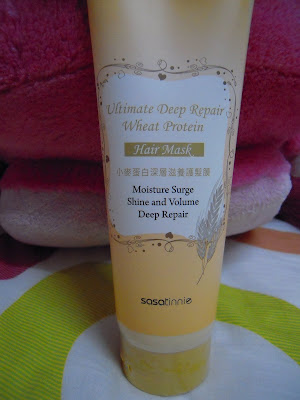 Ultimate Deep Repair
Wheat Protein
Hair Mask
小麥蛋白深層滋養護髮膜
Moisture Surge
Shine and Volume
Deep Repair
sasatinnie